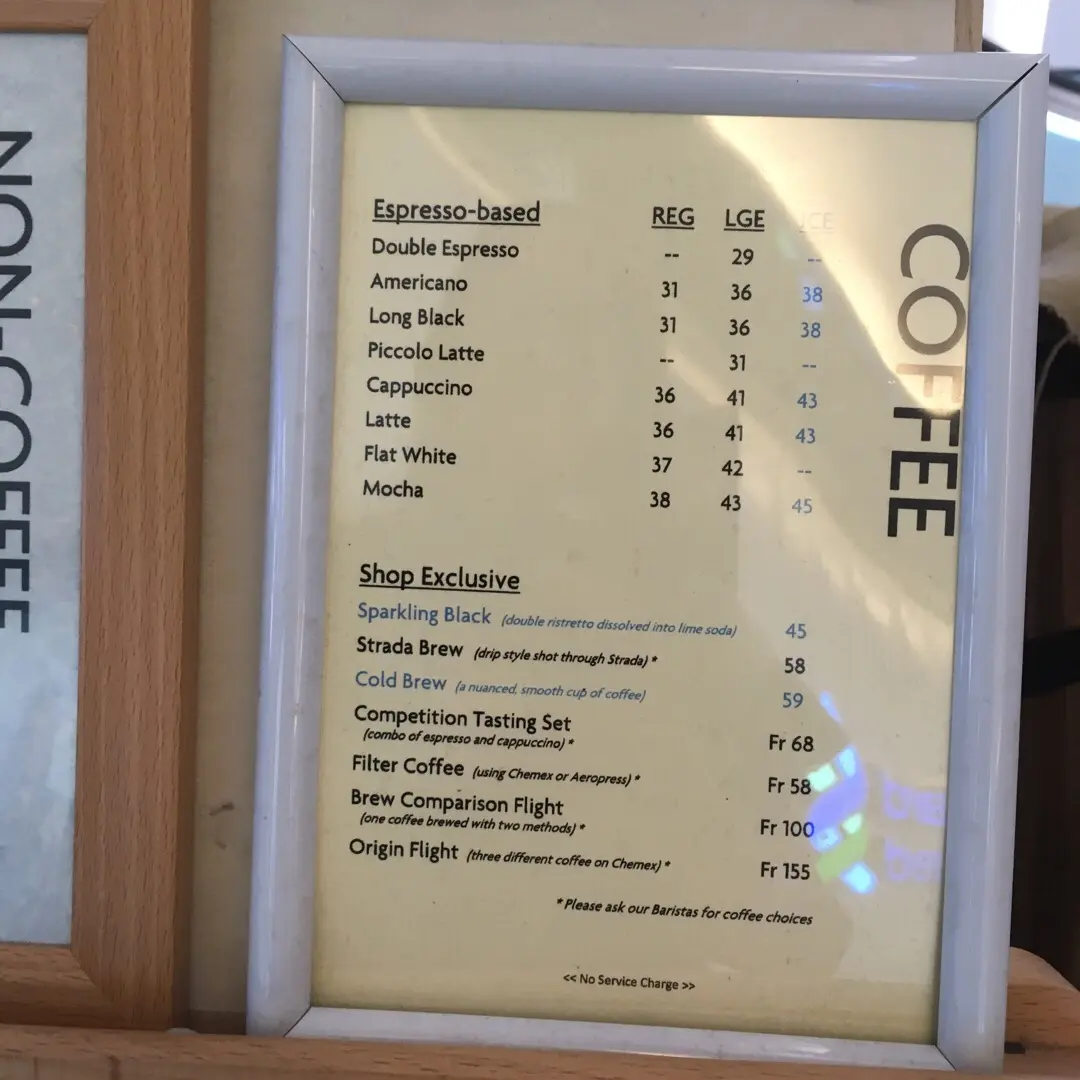 NON-COFFEE
COFFEE
Espresso-based REG LGE ICE
Double Espresso -- 29 --
Americano 31 36 38
Long Black 31 36 38
Piccolo Latte -- 31 --
Cappuccino 36 41 43
Latte 36 41 43
Flat White 37 42 --
Mocha 38 43 45
Shop Exclusive
Sparkling Black (double ristretto dissolved into lime soda) 45
Strada Brew (drip style shot through Strada) * 58
Cold Brew (a nuanced, smooth cup of coffee) 59
Competition Tasting Set
(combo of espresso and cappuccino) * Fr 68
Filter Coffee (using Chemex or Aeropress) * Fr 58
Brew Comparison Flight
(one coffee brewed with two methods) * Fr 100
Origin Flight (three different coffee on Chemex) * Fr 155
* Please ask our Baristas for coffee choices
<< No Service Charge >>